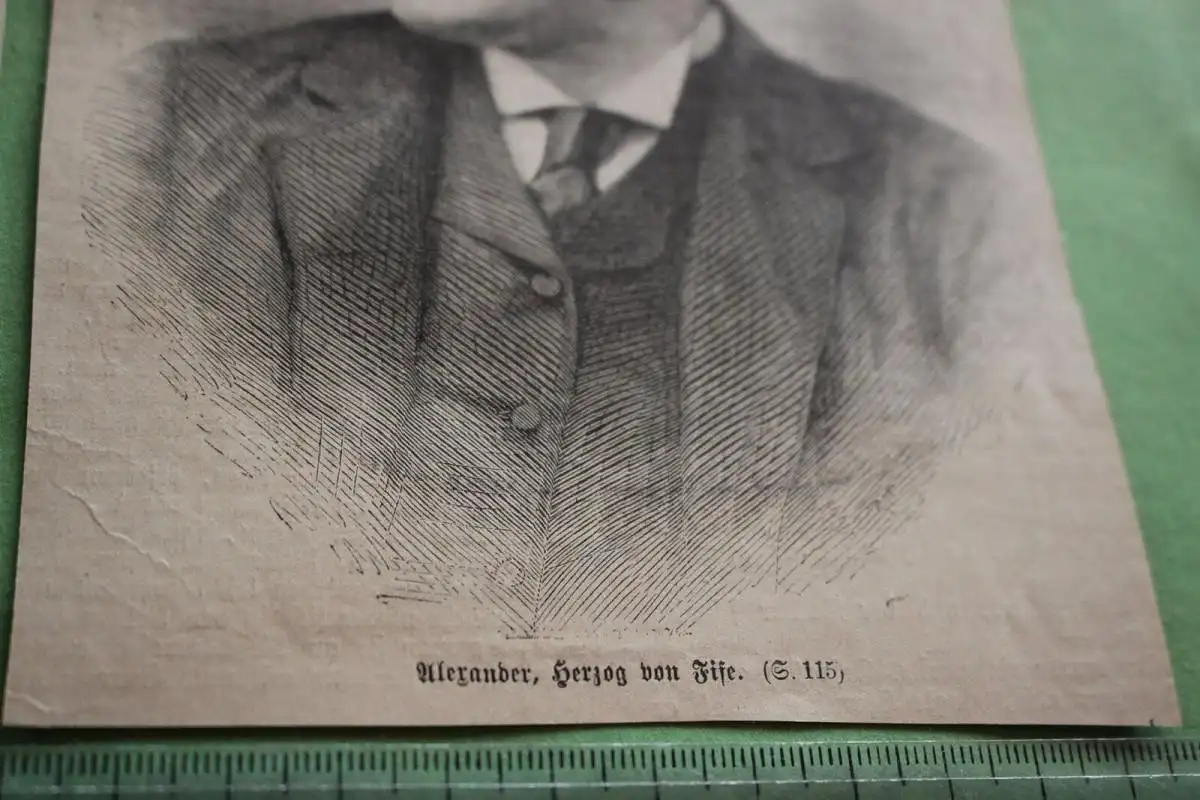 Alexander, Herzog von Fife. (S. 115)